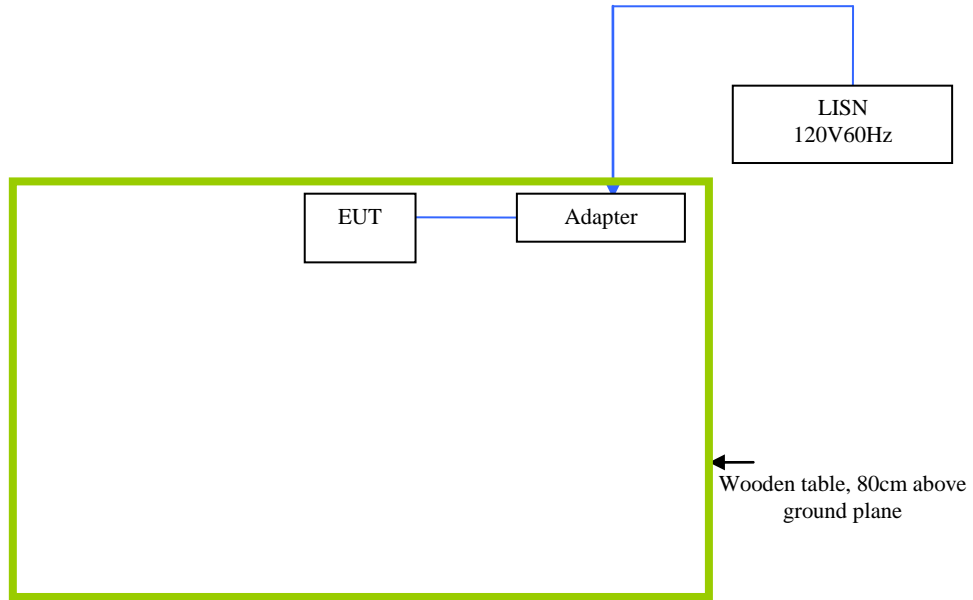 LISN
120V60Hz
EUT
Adapter
Wooden table, 80cm above
ground plane